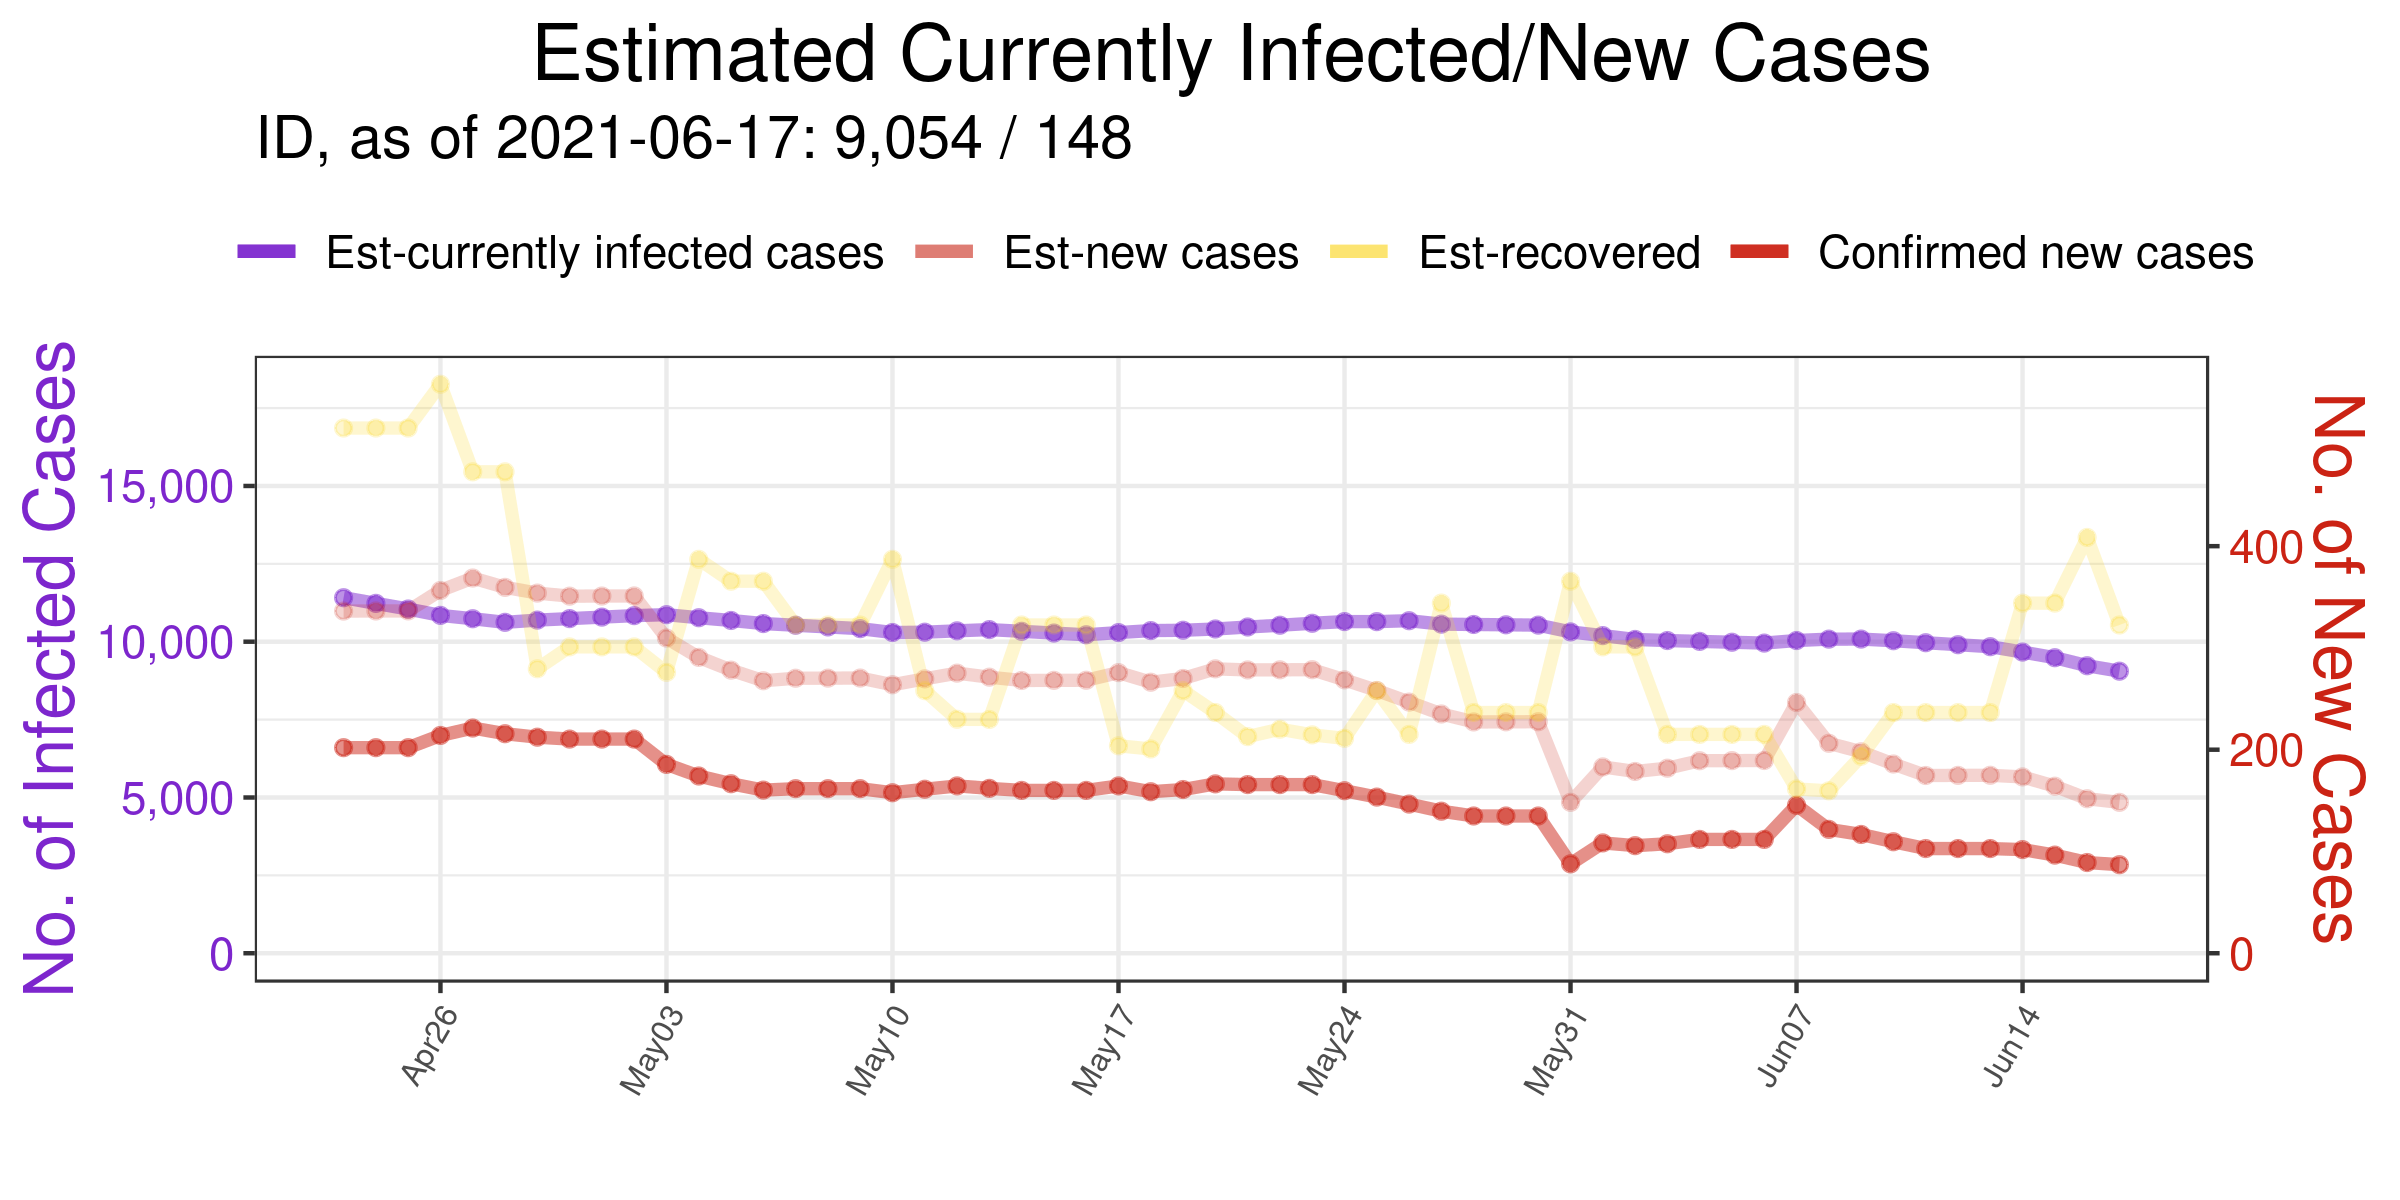 Estimated Currently Infected/New Cases
ID, as of 2021-06-17: 9,054 / 148
Est-currently infected cases Est-new cases Est-recovered Confirmed new cases
No. of Infected Cases
15,000
10,000
5,000
0
400
200
0
No. of New Cases
Apr26 May03 May10 May17 May24 May31 Jun07 Jun14